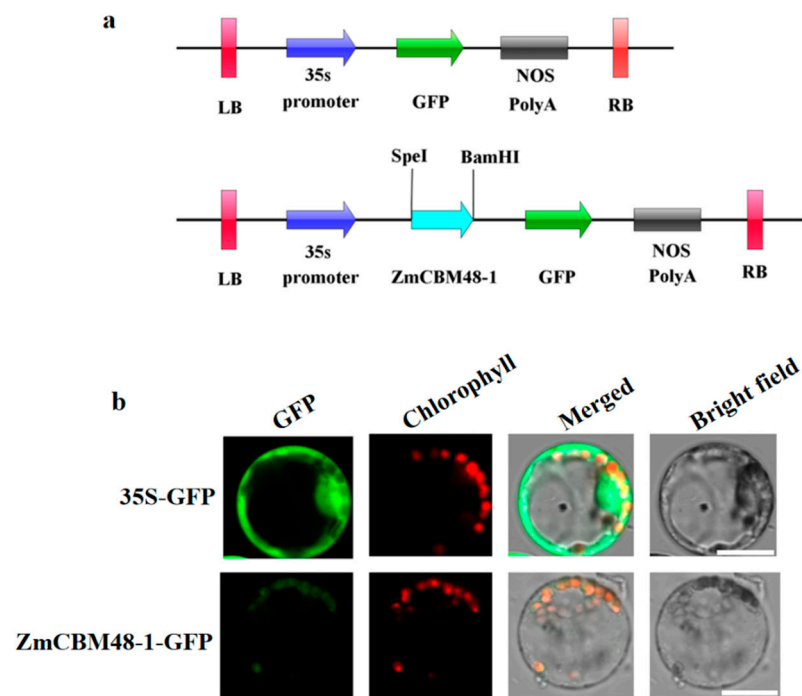 a
35s
promoter
GFP
NOS
PolyA
LB
RB
SpeI
BamHI
LB
35s
promoter
ZmCBM48-1
GFP
NOS
PolyA
RB
b
GFP
Chlorophyll
Merged
Bright field
35S-GFP
ZmCBM48-1-GFP